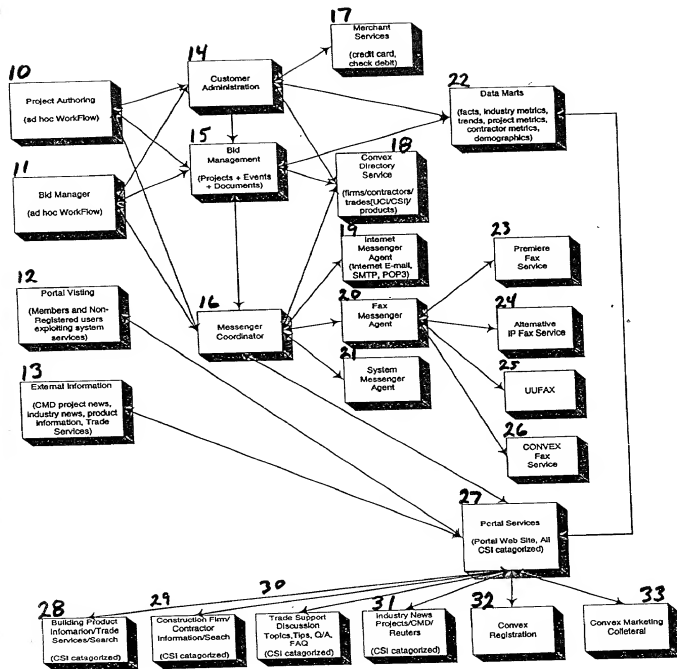 10
Project Authoring
(ad hoc WorkFlow)
11
Bid Manager
(ad hoc WorkFlow)
12
Portal Visting
(Members and Non-
Registered users
exploiting system
services)
13
External Information
(CMD project news,
industry news, product
information, Trade
Services)
14
Customer
Administration
15
Bid
Management
(Projects + Events
+ Documents)
16
Messenger
Coordinator
17
Merchant
Services
(credit card,
check debit)
18
Convex
Directory
Service
(firms/contractors/
trades[UCI/CSI]/
products)
19
Internet
Messenger
Agent
(Internet E-mail,
SMTP, POP3)
20
Fax
Messenger
Agent
21
System
Messenger
Agent
22
Data Marts
(facts, industry metrics,
trends, project metrics,
contractor metrics,
demographics)
23
Premiere
Fax
Service
24
Alternative
IP Fax Service
25
UUFAX
26
CONVEX
Fax
Service
27
Portal Services
(Portal Web Site, All
CSI catagorized)
28
Building Product
Infomarion/Trade
Services/Search
(CSI catagorized)
29
Construction Firm/
Contractor
Information/Seach
(CSI catagorized)
30
Trade Support
Discussion
Topics,Tips, Q/A,
FAQ
(CSI catagorized)
31
Industry News
Projects/CMD/
Reuters
(CSI catagorized)
32
Convex
Registration
33
Convex Marketing
Colleteral